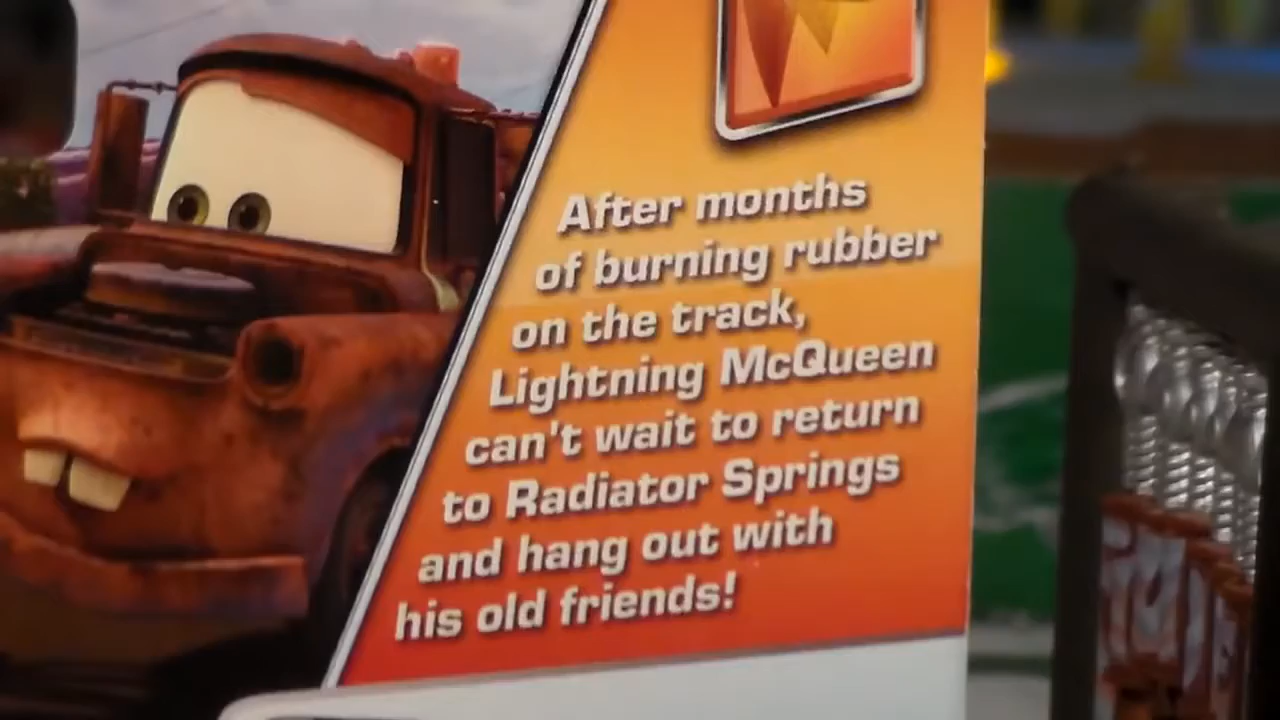 After months
of burning rubber
on the track,
Lightning McQueen
can't wait to return
to Radiator Springs
and hang out with
his old friends!